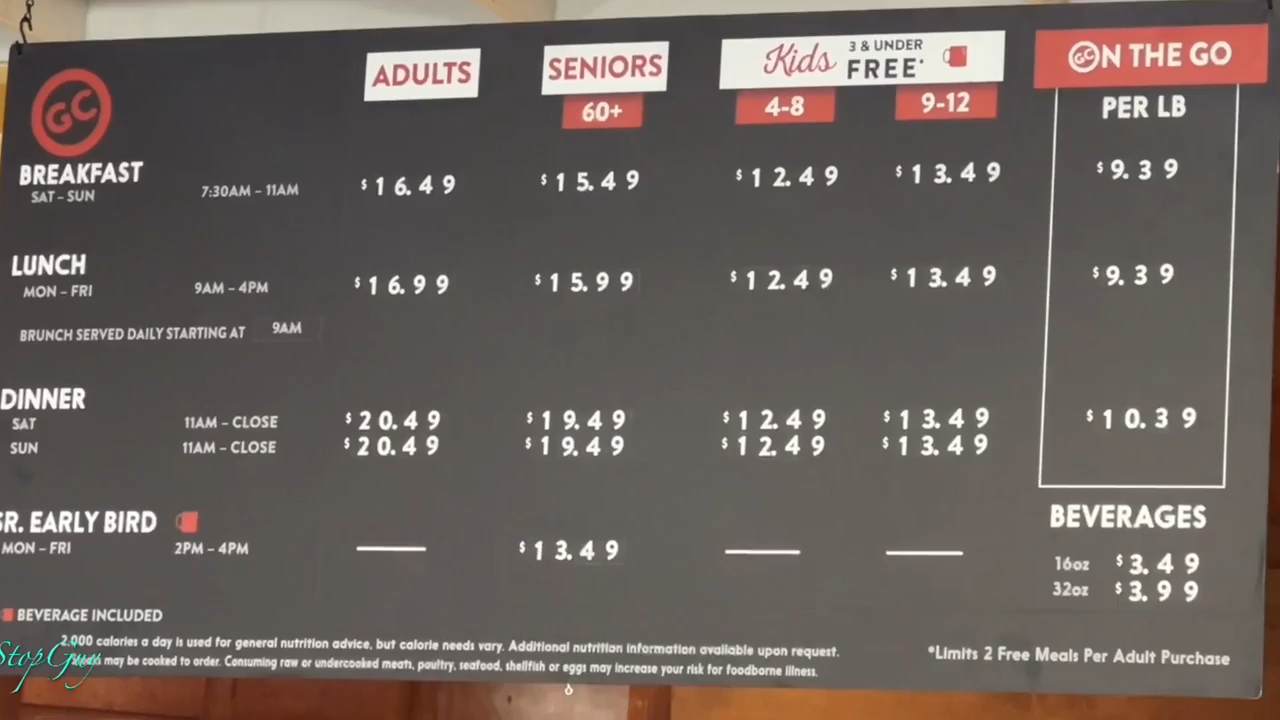 ADULTS SENIORS Kids 3 & UNDER FREE* GC ON THE GO
GC 60+ 4-8 9-12 PER LB
BREAKFAST
SAT – SUN 7:30AM – 11AM $16.49 $15.49 $12.49 $13.49 $9.39
LUNCH
MON – FRI 9AM – 4PM $16.99 $15.99 $12.49 $13.49 $9.39
BRUNCH SERVED DAILY STARTING AT 9AM
DINNER
SAT 11AM – CLOSE $20.49 $19.49 $12.49 $13.49 $10.39
SUN 11AM – CLOSE $20.49 $19.49 $12.49 $13.49
SR. EARLY BIRD
MON – FRI 2PM – 4PM $13.49
BEVERAGES
16oz $3.49
32oz $3.99
BEVERAGE INCLUDED
2,000 calories a day is used for general nutrition advice, but calorie needs vary. Additional nutrition information available upon request.
may be cooked to order. Consuming raw or undercooked meats, poultry, seafood, shellfish or eggs may increase your risk for foodborne illness.
*Limits 2 Free Meals Per Adult Purchase
StopGuy